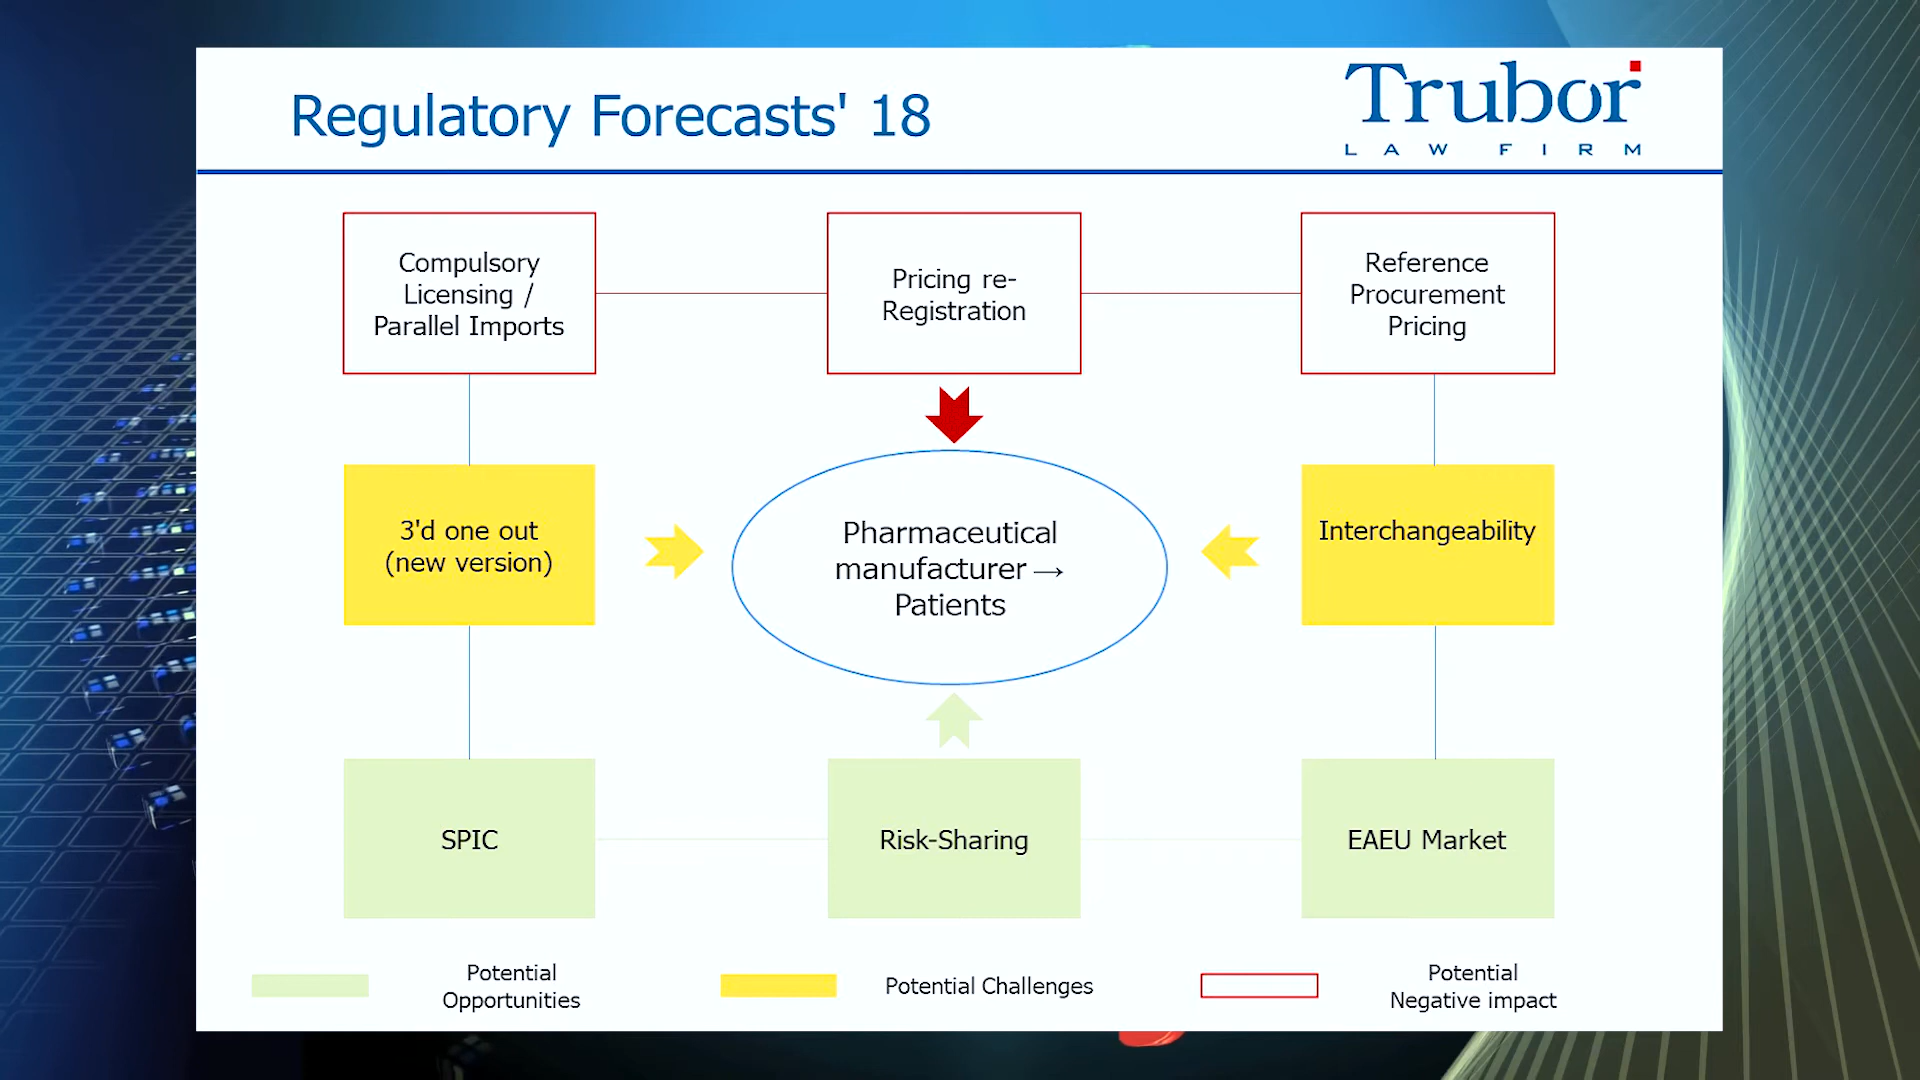 Regulatory Forecasts' 18
Trubor
LAW FIRM
Compulsory
Licensing /
Parallel Imports
Pricing re-
Registration
Reference
Procurement
Pricing
3'd one out
(new version)
Pharmaceutical
manufacturer →
Patients
Interchangeability
SPIC
Risk-Sharing
EAEU Market
Potential
Opportunities
Potential Challenges
Potential
Negative impact